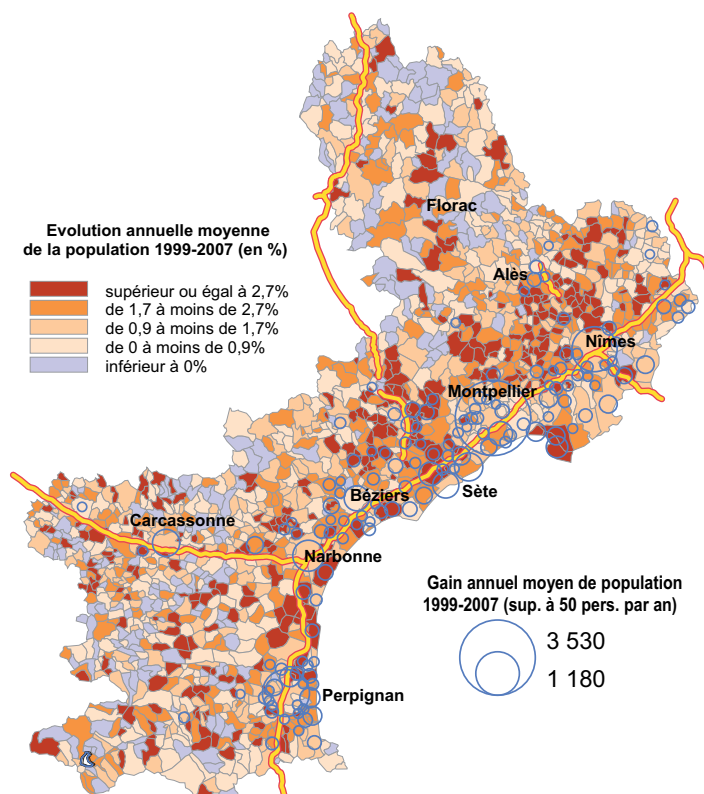 Florac
Evolution annuelle moyenne
de la population 1999-2007 (en %)
supérieur ou égal à 2,7%
de 1,7 à moins de 2,7%
de 0,9 à moins de 1,7%
de 0 à moins de 0,9%
inférieur à 0%
Alès
Nîmes
Montpellier
Béziers
Sète
Carcassonne
Narbonne
Gain annuel moyen de population
1999-2007 (sup. à 50 pers. par an)
3 530
1 180
Perpignan